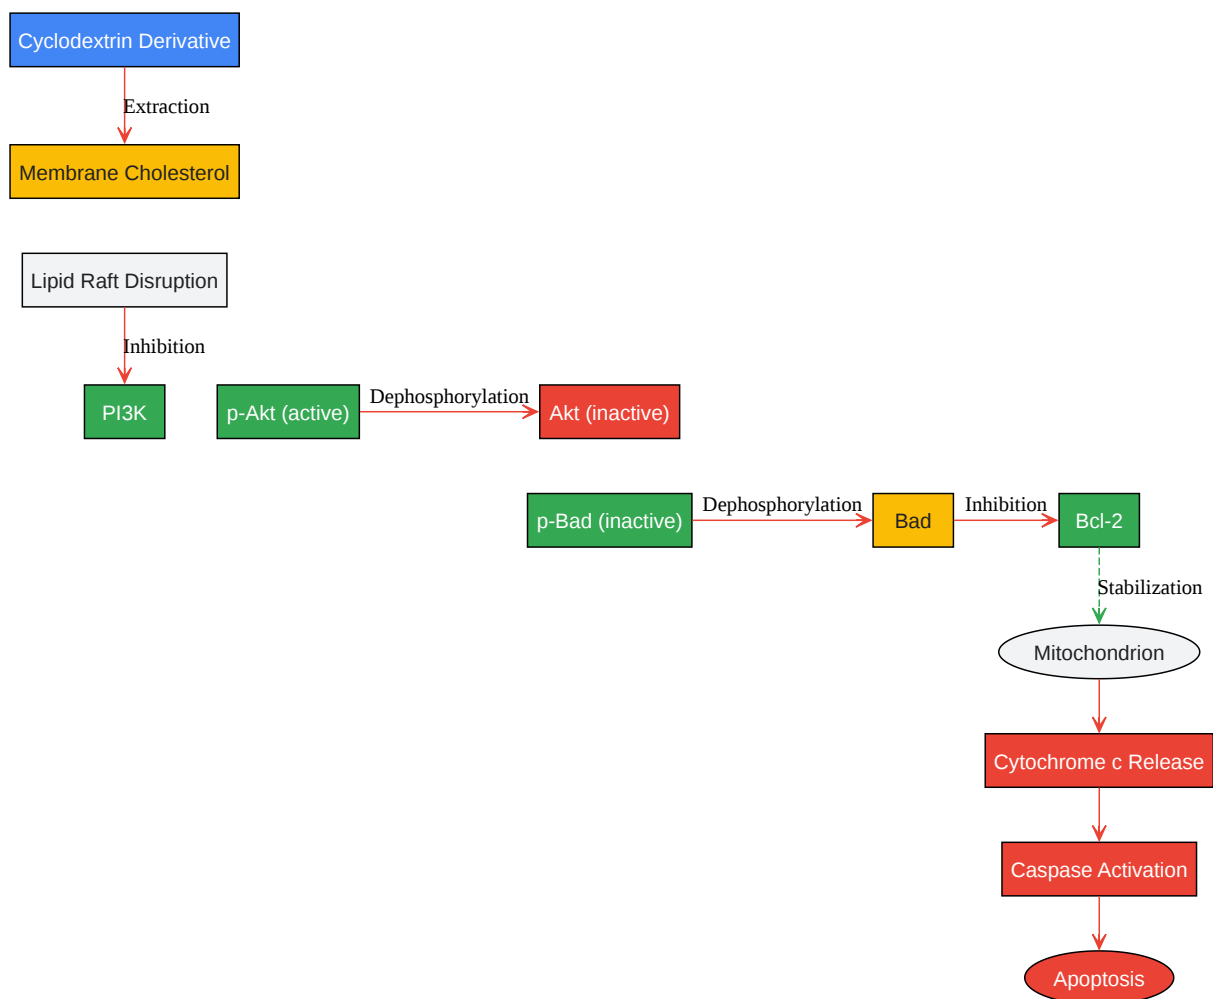 Cyclodextrin Derivative
Extraction
Membrane Cholesterol
Lipid Raft Disruption
Inhibition
PI3K
p-Akt (active)
Dephosphorylation
Akt (inactive)
p-Bad (inactive)
Dephosphorylation
Bad
Inhibition
Bcl-2
Stabilization
Mitochondrion
Cytochrome c Release
Caspase Activation
Apoptosis